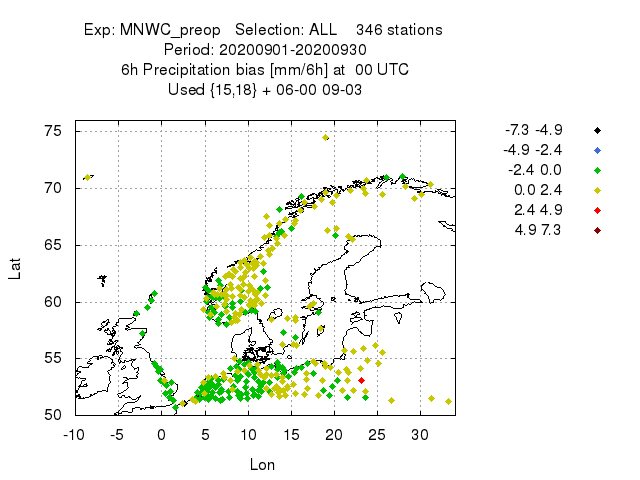 Exp: MNWC_preop   Selection: ALL    346 stations
Period: 20200901-20200930
6h Precipitation bias [mm/6h] at  00 UTC
Used {15,18} + 06-00 09-03
-7.3 -4.9
-4.9 -2.4
-2.4 0.0
0.0 2.4
2.4 4.9
4.9 7.3
75
70
65
60
55
50
Lat
-10 -5 0 5 10 15 20 25 30
Lon